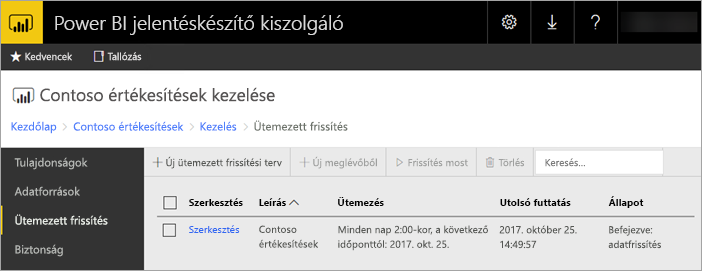 Power BI jelentéskészítő kiszolgáló
?
Kedvencek Tallózás
Contoso értékesítések kezelése
Kezdőlap > Contoso értékesítések > Kezelés > Ütemezett frissítés
Tulajdonságok
Adatforrások
Ütemezett frissítés
Biztonság
+ Új ütemezett frissítési terv + Új meglévőből Frissítés most Törlés Keresés...
Szerkesztés Leírás Ütemezés Utolsó futtatás Állapot
Szerkesztés Contoso Minden nap 2:00-kor, a következő 2017. október 25. Befejezve:
értékesítések időponttól: 2017. okt. 25. 14:49:57 adatfrissítés